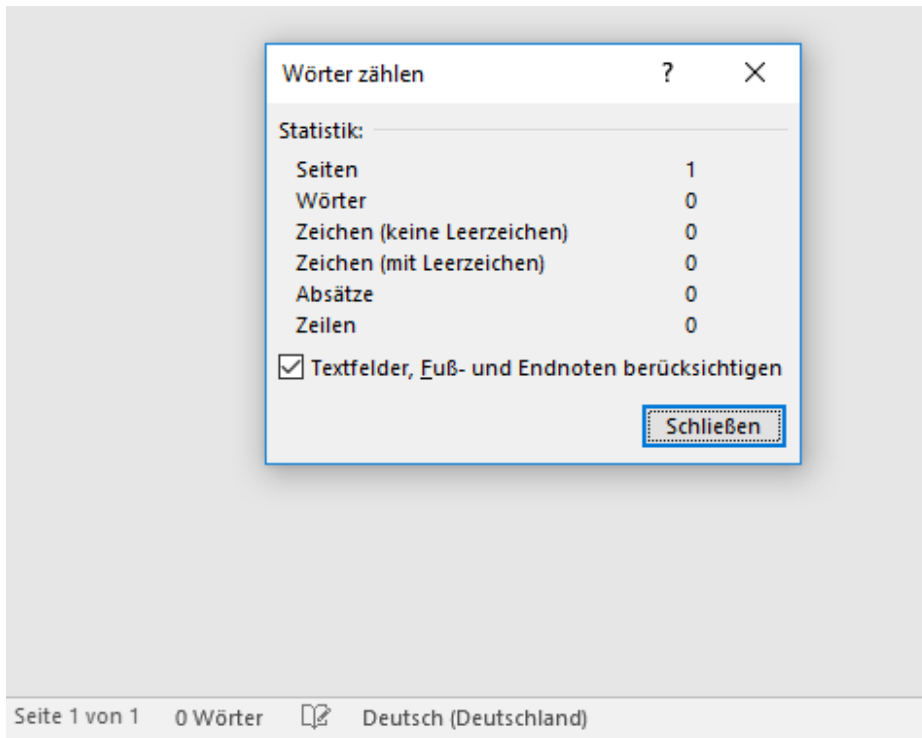 Wörter zählen ?
Statistik:
Seiten 1
Wörter 0
Zeichen (keine Leerzeichen) 0
Zeichen (mit Leerzeichen) 0
Absätze 0
Zeilen 0
Textfelder, Fuß- und Endnoten berücksichtigen
Schließen
Seite 1 von 1 0 Wörter Deutsch (Deutschland)